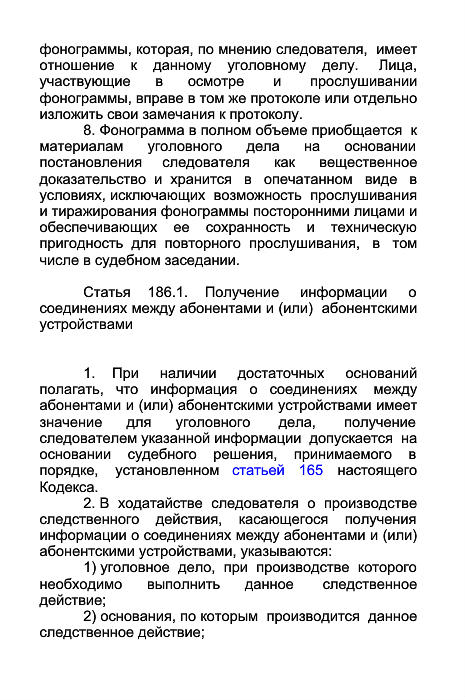 фонограммы, которая, по мнению следователя, имеет
отношение к данному уголовному делу. Лица,
участвующие в осмотре и прослушивании
фонограммы, вправе в том же протоколе или отдельно
изложить свои замечания к протоколу.
8. Фонограмма в полном объеме приобщается к
материалам уголовного дела на основании
постановления следователя как вещественное
доказательство и хранится в опечатанном виде в
условиях, исключающих возможность прослушивания
и тиражирования фонограммы посторонними лицами и
обеспечивающих ее сохранность и техническую
пригодность для повторного прослушивания, в том
числе в судебном заседании.
Статья 186.1. Получение информации о
соединениях между абонентами и (или) абонентскими
устройствами
1. При наличии достаточных оснований
полагать, что информация о соединениях между
абонентами и (или) абонентскими устройствами имеет
значение для уголовного дела, получение
следователем указанной информации допускается на
основании судебного решения, принимаемого в
порядке, установленном статьей 165 настоящего
Кодекса.
2. В ходатайстве следователя о производстве
следственного действия, касающегося получения
информации о соединениях между абонентами и (или)
абонентскими устройствами, указываются:
1) уголовное дело, при производстве которого
необходимо выполнить данное следственное
действие;
2) основания, по которым производится данное
следственное действие;